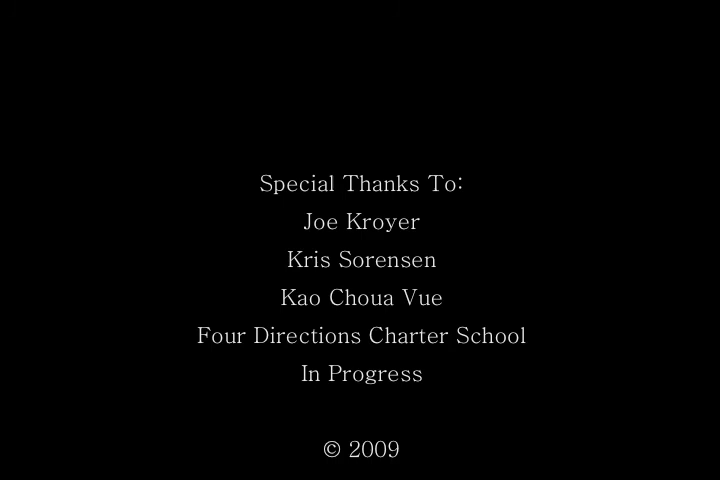 Special Thanks To:
Joe Kroyer
Kris Sorensen
Kao Choua Vue
Four Directions Charter School
In Progress
© 2009